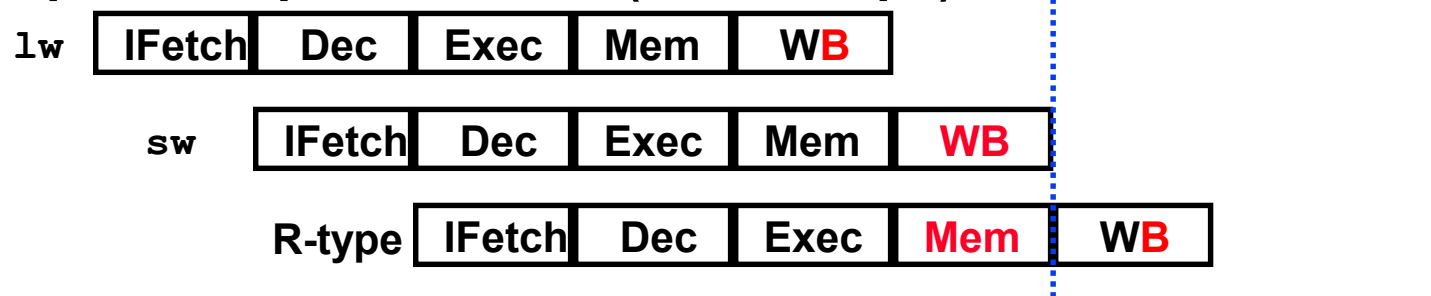 lw IFetch Dec Exec Mem WB
sw IFetch Dec Exec Mem WB
R-type IFetch Dec Exec Mem WB